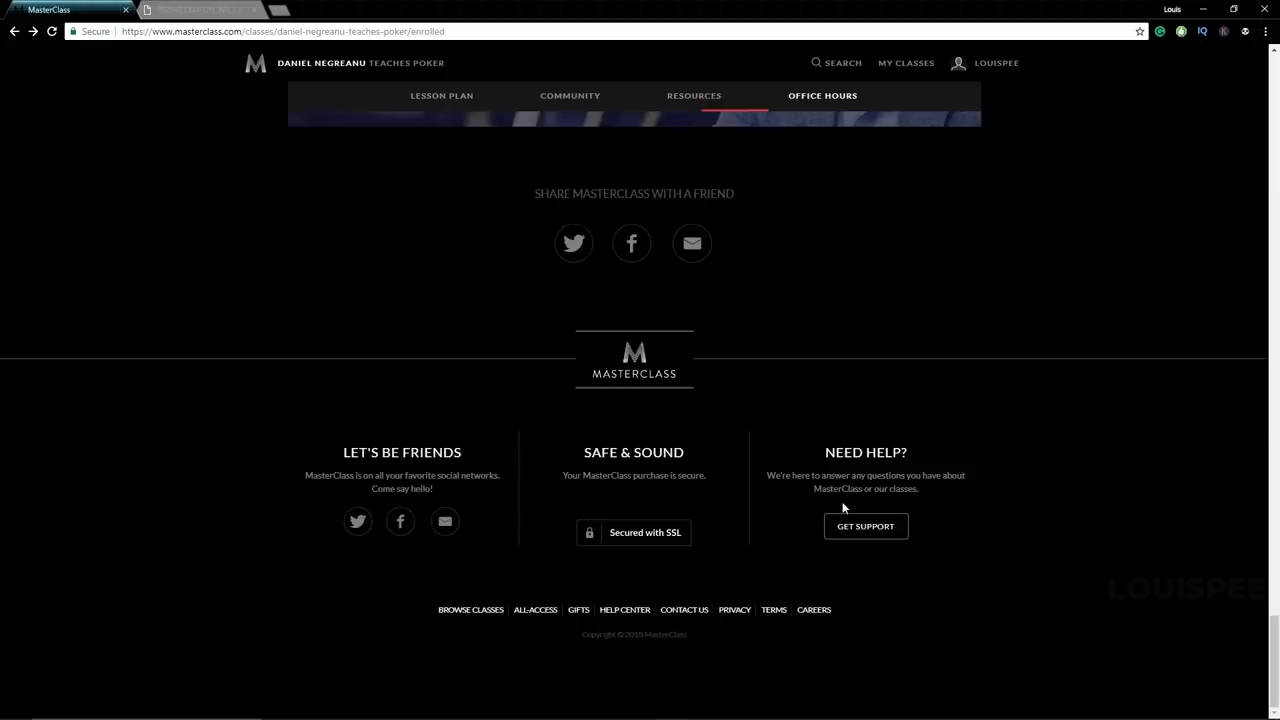 MasterClass
Louis
Secure
https://www.masterclass.com/classes/daniel-negreanu-teaches-poker/enrolled
DANIEL NEGREANU TEACHES POKER
SEARCH
MY CLASSES
LOUISPEE
LESSON PLAN
COMMUNITY
RESOURCES
OFFICE HOURS
SHARE MASTERCLASS WITH A FRIEND
MASTERCLASS
LET'S BE FRIENDS
MasterClass is on all your favorite social networks.
Come say hello!
SAFE & SOUND
Your MasterClass purchase is secure.
Secured with SSL
NEED HELP?
We're here to answer any questions you have about
MasterClass or our classes.
GET SUPPORT
LOUISPEE
BROWSE CLASSES ALL-ACCESS GIFTS HELP CENTER CONTACT US PRIVACY TERMS CAREERS
Copyright © 2018 MasterClass